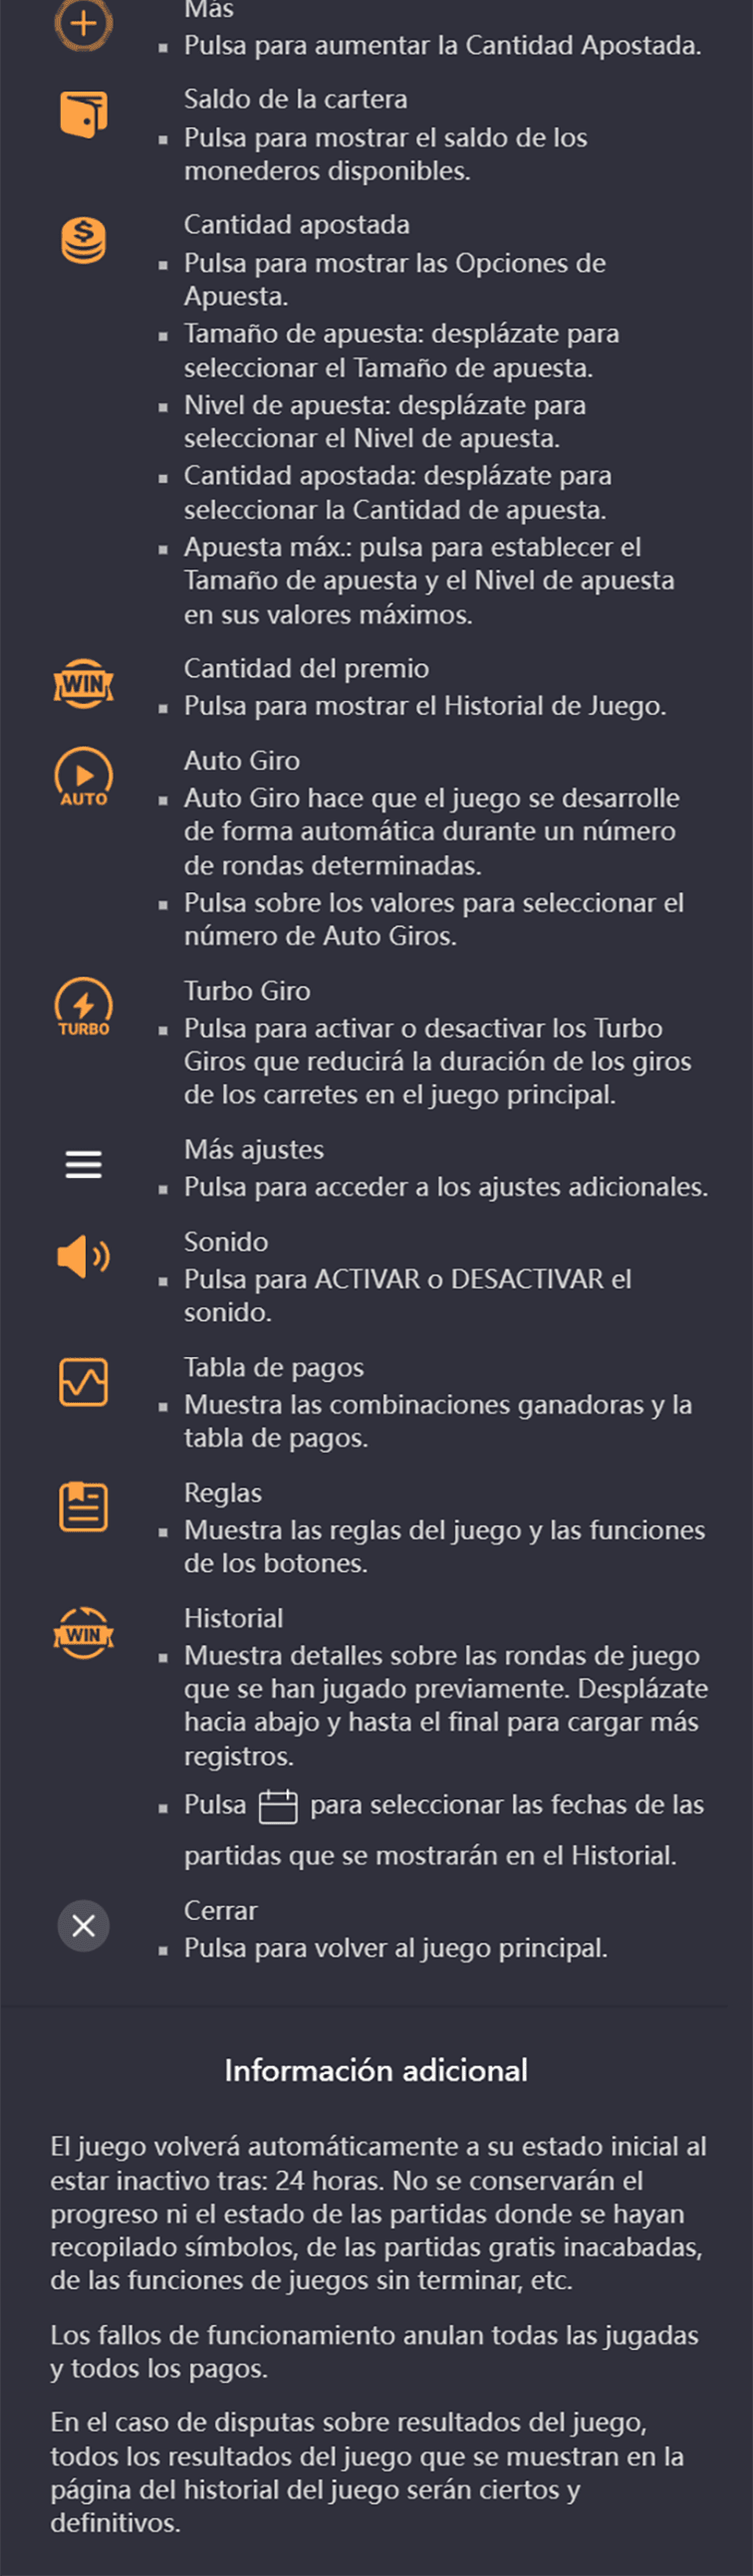 Más
▪ Pulsa para aumentar la Cantidad Apostada.
Saldo de la cartera
▪ Pulsa para mostrar el saldo de los
monederos disponibles.
$
Cantidad apostada
▪ Pulsa para mostrar las Opciones de
Apuesta.
▪ Tamaño de apuesta: desplázate para
seleccionar el Tamaño de apuesta.
▪ Nivel de apuesta: desplázate para
seleccionar el Nivel de apuesta.
▪ Cantidad apostada: desplázate para
seleccionar la Cantidad de apuesta.
▪ Apuesta máx.: pulsa para establecer el
Tamaño de apuesta y el Nivel de apuesta
en sus valores máximos.
WIN
Cantidad del premio
▪ Pulsa para mostrar el Historial de Juego.
AUTO
Auto Giro
▪ Auto Giro hace que el juego se desarrolle
de forma automática durante un número
de rondas determinadas.
▪ Pulsa sobre los valores para seleccionar el
número de Auto Giros.
TURBO
Turbo Giro
▪ Pulsa para activar o desactivar los Turbo
Giros que reducirá la duración de los giros
de los carretes en el juego principal.
Más ajustes
▪ Pulsa para acceder a los ajustes adicionales.
Sonido
▪ Pulsa para ACTIVAR o DESACTIVAR el
sonido.
Tabla de pagos
▪ Muestra las combinaciones ganadoras y la
tabla de pagos.
Reglas
▪ Muestra las reglas del juego y las funciones
de los botones.
WIN
Historial
▪ Muestra detalles sobre las rondas de juego
que se han jugado previamente. Desplázate
hacia abajo y hasta el final para cargar más
registros.
▪ Pulsa para seleccionar las fechas de las
partidas que se mostrarán en el Historial.
Cerrar
▪ Pulsa para volver al juego principal.
Información adicional
El juego volverá automáticamente a su estado inicial al
estar inactivo tras: 24 horas. No se conservarán el
progreso ni el estado de las partidas donde se hayan
recopilado símbolos, de las partidas gratis inacabadas,
de las funciones de juegos sin terminar, etc.
Los fallos de funcionamiento anulan todas las jugadas
y todos los pagos.
En el caso de disputas sobre resultados del juego,
todos los resultados del juego que se muestran en la
página del historial del juego serán ciertos y
definitivos.